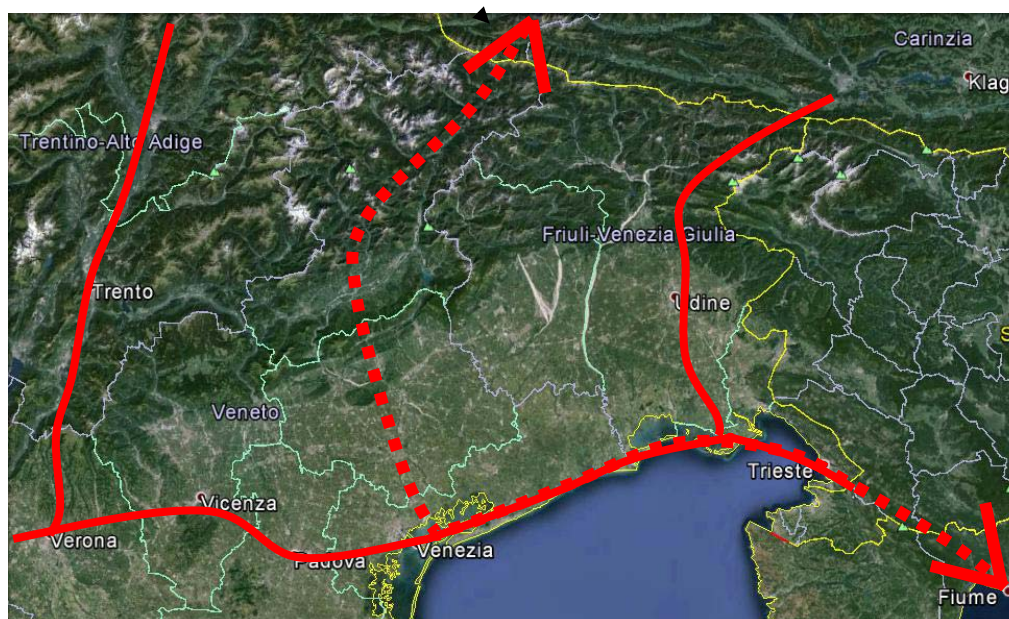 Carinzia
Klag
Trentino-Alto Adige
Friuli-Venezia Giulia
Trento
Udine
S
Veneto
Vicenza
Trieste
Verona
Padova
Venezia
Fiume